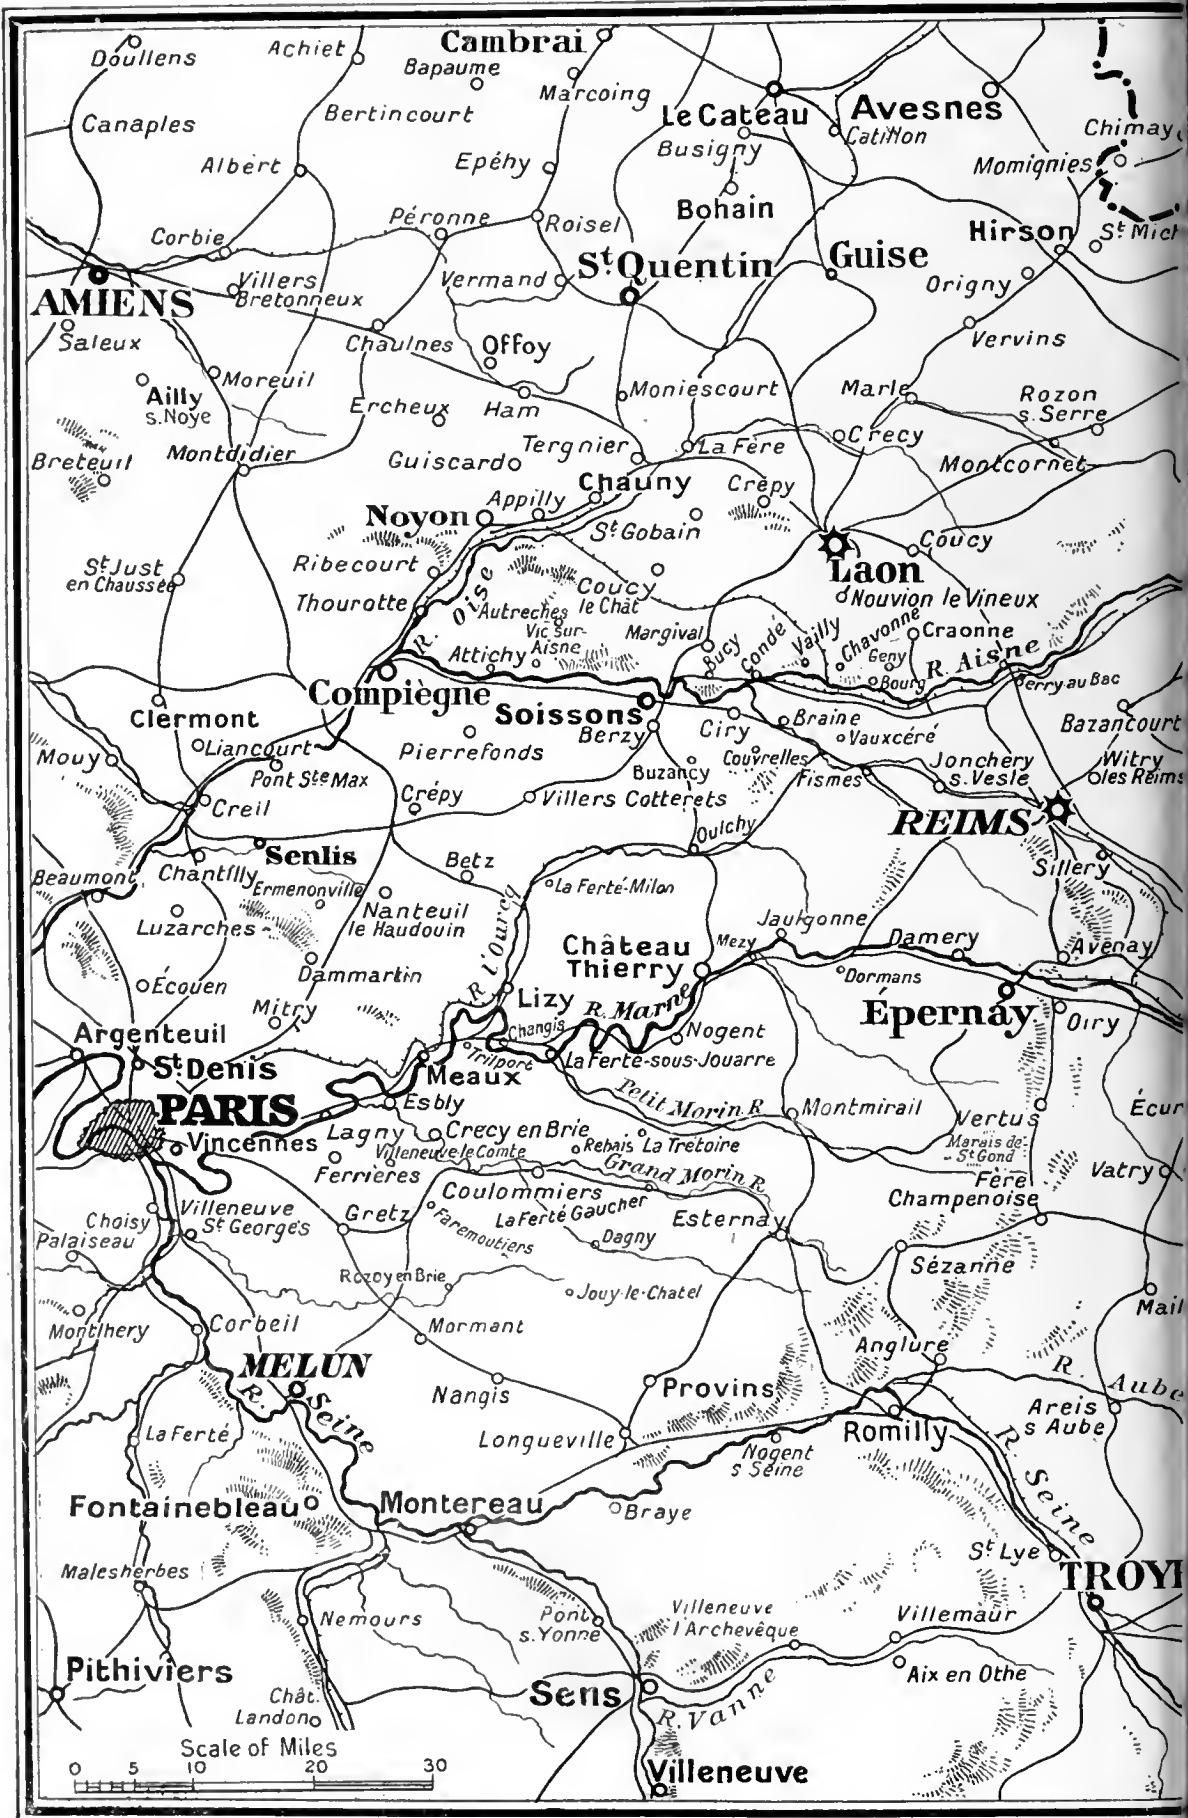 Doullens
Achiet
Cambrai
Bapaume
Marcoing
Bertincourt
Canaples
Le Cateau
Avesnes
Busigny
Catillon
Chimay
Albert
Epéhy
Momignies
Bohain
Péronne
Roisel
Corbie
Hirson
St Mich
St Quentin
Guise
Vermand
Origny
AMIENS
Villers
Bretonneux
Saleux
Chaulnes
Offoy
Vervins
Moreuil
Ailly
s. Noye
Ercheux
Ham
Moniescourt
Marle
Rozon
s. Serre
Breteuil
Montdidier
Guiscard
Tergnier
La Fère
Crecy
Montcornet
Chauny
Crêpy
Appilly
Noyon
St Gobain
Coucy
Laon
Ribecourt
St Just
en Chaussée
Thourotte
R. Oise
Coucy
le Chât
Autreches
Vic sur-
Aisne
Nouvion le Vineux
Margival
Bucy
Condé
Vailly
Chavonne
Craonne
Geny
Bourg
R. Aisne
Berry au Bac
Attichy
Compiègne
Soissons
Clermont
Berzy
Ciry
Braine
Vauxcéré
Bazancourt
Liancourt
Pierrefonds
Mouy
Pont Ste Max
Buzancy
Couvrelles
Fismes
Jonchery
s. Vesle
Witry
les Reims
Creil
Crépy
Villers Cotterets
REIMS
Oulchy
Senlis
Sillery
Chantilly
Betz
Beaumont
Ermenonville
La Ferté-Milon
Nanteuil
le Haudouin
Luzarches
R. l'Ourcq
Jaulgonne
Château
Thierry
Mezy
Damery
Avenay
Dormans
Dammartin
Écouen
Lizy
R. Marne
Épernay
Mitry
Changis
Nogent
Oiry
Argenteuil
Trilport
La Ferté-sous-Jouarre
St Denis
Meaux
PARIS
Esbly
Petit Morin R
Montmirail
Vertus
Écur
Vincennes
Lagny
Crecy en Brie
Rebais
La Tretoire
Marais de
St Gond
Villeneuve-le-Comte
Ferrières
Grand Morin R
Fère
Champenoise
Vatry
Coulommiers
La Ferté Gaucher
Villeneuve
St Georges
Choisy
Gretz
Faremoutiers
Esternay
Palaiseau
Dagny
Sézanne
Rozoy en Brie
Jouy-le-Chatel
Mail
Montlhery
Corbeil
Mormant
Anglure
MELUN
R. Seine
Nangis
Provins
R. Aube
Areis
s Aube
La Ferté
Longueville
Romilly
Nogent
s Seine
R. Seine
Fontainebleau
Montereau
Braye
St Lye
Malesherbes
TROYE
Nemours
Pont
s. Yonne
Villeneuve
l'Archevêque
Villemaur
Pithiviers
Aix en Othe
Sens
R. Vanne
Chât.
Landon
Scale of Miles
0 5 10 20 30
Villeneuve